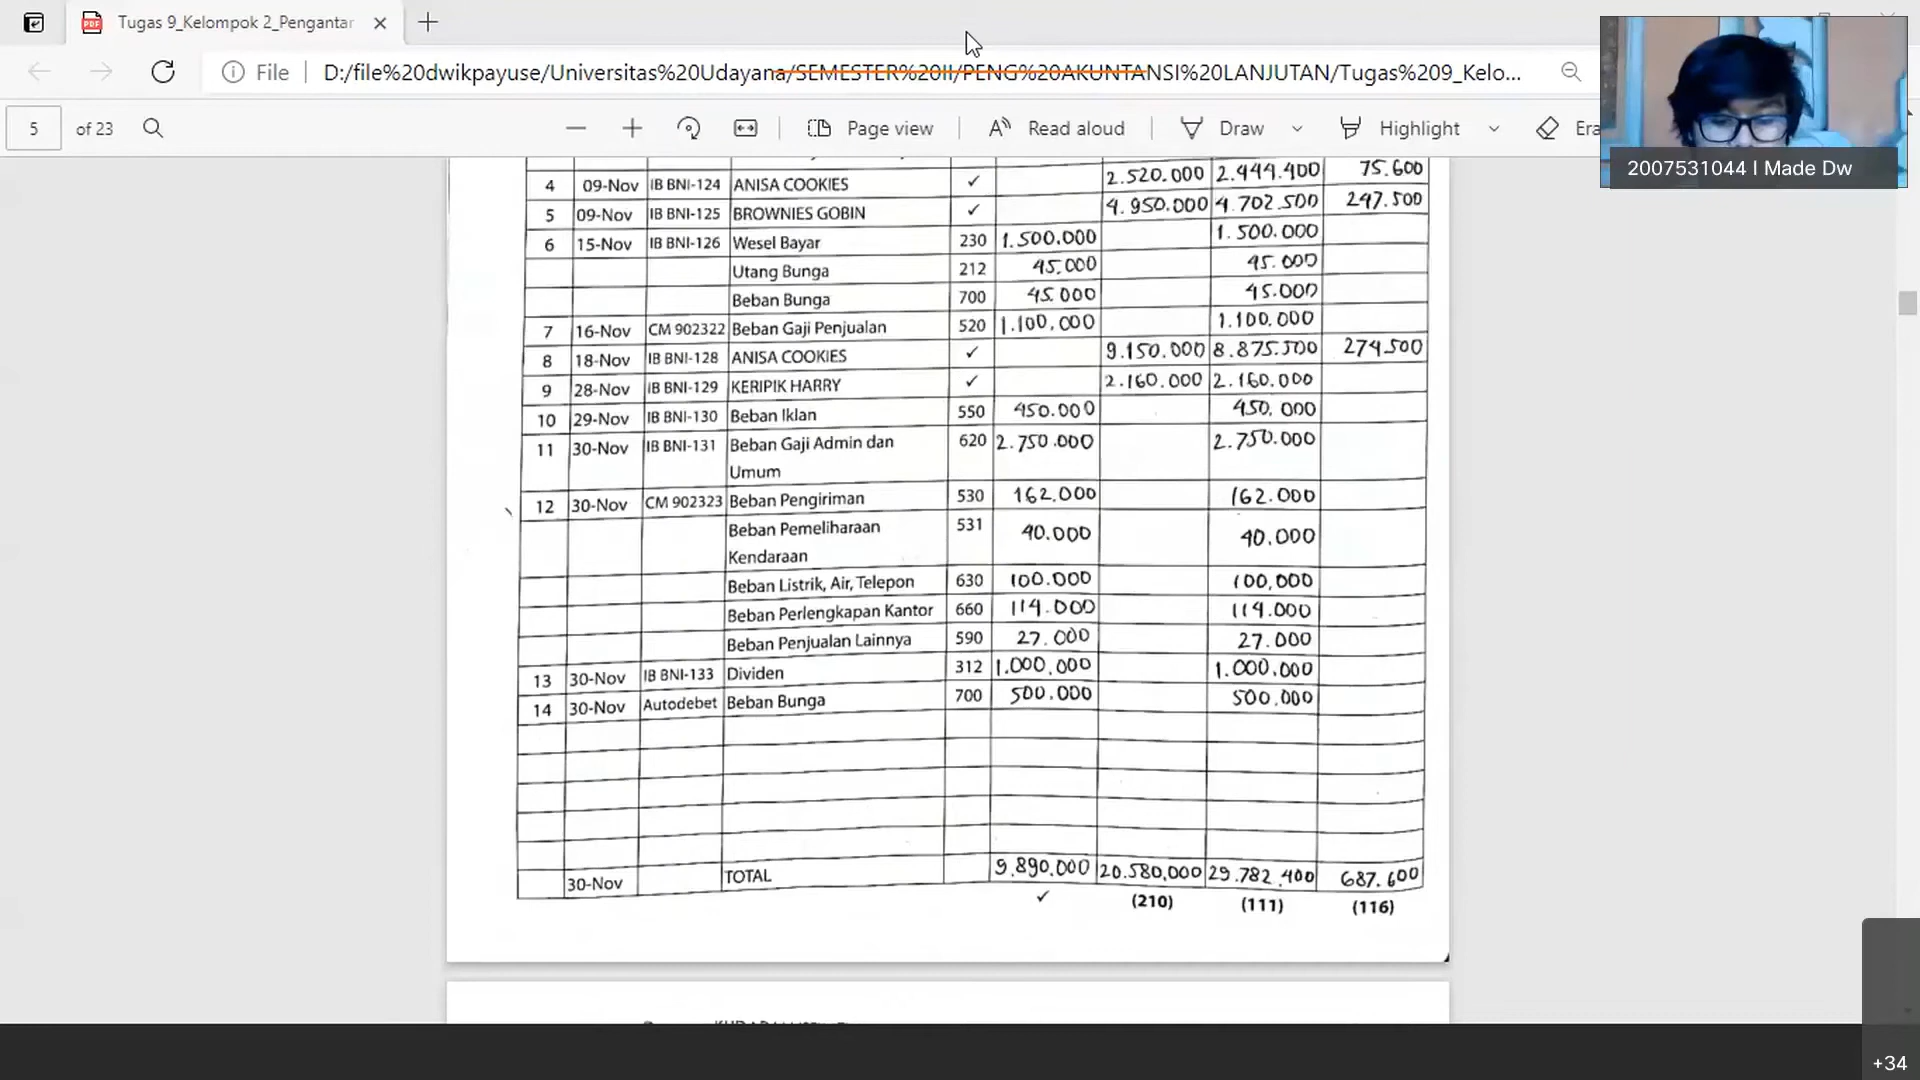 Tugas 9_Kelompok 2_Pengantar
File D:/file%20dwikpayuse/Universitas%20Udayana/SEMESTER%20II/PENG%20AKUNTANSI%20LANJUTAN/Tugas%209_Kelo...
5 of 23 Page view Read aloud Draw Highlight Era
2007531044 I Made Dw
4 09-Nov IB BNI-124 ANISA COOKIES ✓ 2.520.000 2.444.400 75.600
5 09-Nov IB BNI-125 BROWNIES GOBIN ✓ 4.950.000 4.702.500 247.500
6 15-Nov IB BNI-126 Wesel Bayar 230 1.500.000 1.500.000
Utang Bunga 212 45.000 45.000
Beban Bunga 700 45.000 45.000
7 16-Nov CM 902322 Beban Gaji Penjualan 520 1.100.000 1.100.000
8 18-Nov IB BNI-128 ANISA COOKIES ✓ 9.150.000 8.875.500 274.500
9 28-Nov IB BNI-129 KERIPIK HARRY ✓ 2.160.000 2.160.000
10 29-Nov IB BNI-130 Beban Iklan 550 450.000 450.000
11 30-Nov IB BNI-131 Beban Gaji Admin dan 620 2.750.000 2.750.000
Umum
12 30-Nov CM 902323 Beban Pengiriman 530 162.000 162.000
Beban Pemeliharaan 531 40.000 40.000
Kendaraan
Beban Listrik, Air, Telepon 630 100.000 100.000
Beban Perlengkapan Kantor 660 114.000 114.000
Beban Penjualan Lainnya 590 27.000 27.000
13 30-Nov IB BNI-133 Dividen 312 1.000.000 1.000.000
14 30-Nov Autodebet Beban Bunga 700 500.000 500.000
30-Nov TOTAL 9.890.000 20.580.000 29.782.400 687.600
✓ (210) (111) (116)
+34